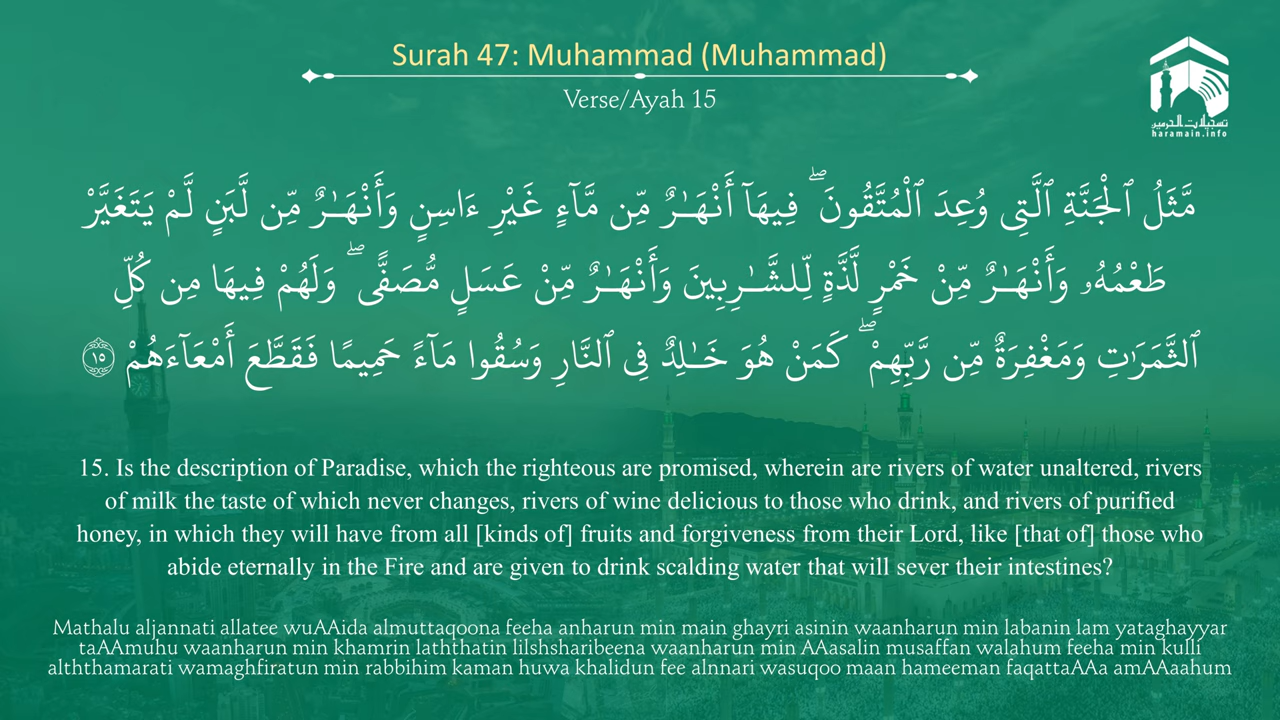 Surah 47: Muhammad (Muhammad)
Verse/Ayah 15
تسجيلات الحرمين
haramain.info
مَّثَلُ ٱلْجَنَّةِ ٱلَّتِى وُعِدَ ٱلْمُتَّقُونَ ۖ فِيهَآ أَنْهَـٰرٌ مِّن مَّآءٍ غَيْرِ ءَاسِنٍ وَأَنْهَـٰرٌ مِّن لَّبَنٍ لَّمْ يَتَغَيَّرْ
طَعْمُهُۥ وَأَنْهَـٰرٌ مِّنْ خَمْرٍ لَّذَّةٍ لِّلشَّـٰرِبِينَ وَأَنْهَـٰرٌ مِّنْ عَسَلٍ مُّصَفًّى ۖ وَلَهُمْ فِيهَا مِن كُلِّ
ٱلثَّمَرَٰتِ وَمَغْفِرَةٌ مِّن رَّبِّهِمْ ۖ كَمَنْ هُوَ خَـٰلِدٌ فِى ٱلنَّارِ وَسُقُوا مَآءً حَمِيمًا فَقَطَّعَ أَمْعَآءَهُمْ ١٥
15. Is the description of Paradise, which the righteous are promised, wherein are rivers of water unaltered, rivers
of milk the taste of which never changes, rivers of wine delicious to those who drink, and rivers of purified
honey, in which they will have from all [kinds of] fruits and forgiveness from their Lord, like [that of] those who
abide eternally in the Fire and are given to drink scalding water that will sever their intestines?
Mathalu aljannati allatee wuAAida almuttaqoona feeha anharun min main ghayri asinin waanharun min labanin lam yataghayyar
taAAmuhu waanharun min khamrin laththatin lilshsharibeena waanharun min AAasalin musaffan walahum feeha min kulli
alththamarati wamaghfiratun min rabbihim kaman huwa khalidun fee alnnari wasuqoo maan hameeman faqattaAAa amAAaahum